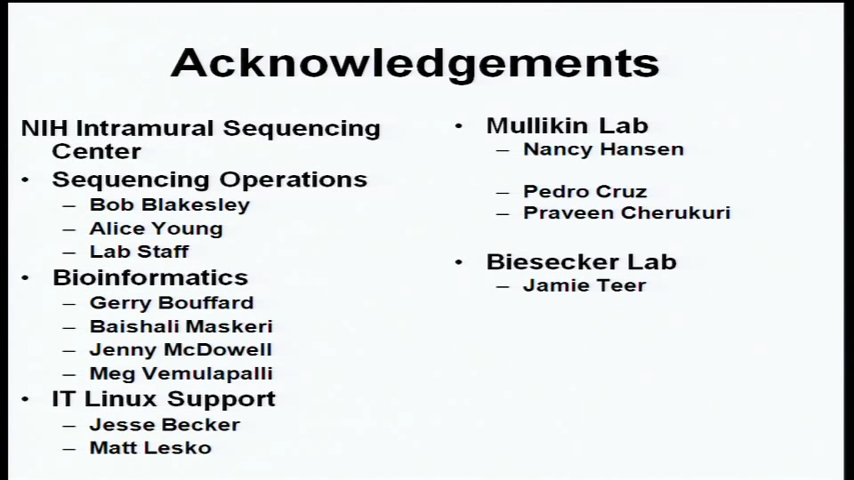 Acknowledgements
NIH Intramural Sequencing
Center
• Sequencing Operations
– Bob Blakesley
– Alice Young
– Lab Staff
• Bioinformatics
– Gerry Bouffard
– Baishali Maskeri
– Jenny McDowell
– Meg Vemulapalli
• IT Linux Support
– Jesse Becker
– Matt Lesko
• Mullikin Lab
– Nancy Hansen
– Pedro Cruz
– Praveen Cherukuri
• Biesecker Lab
– Jamie Teer